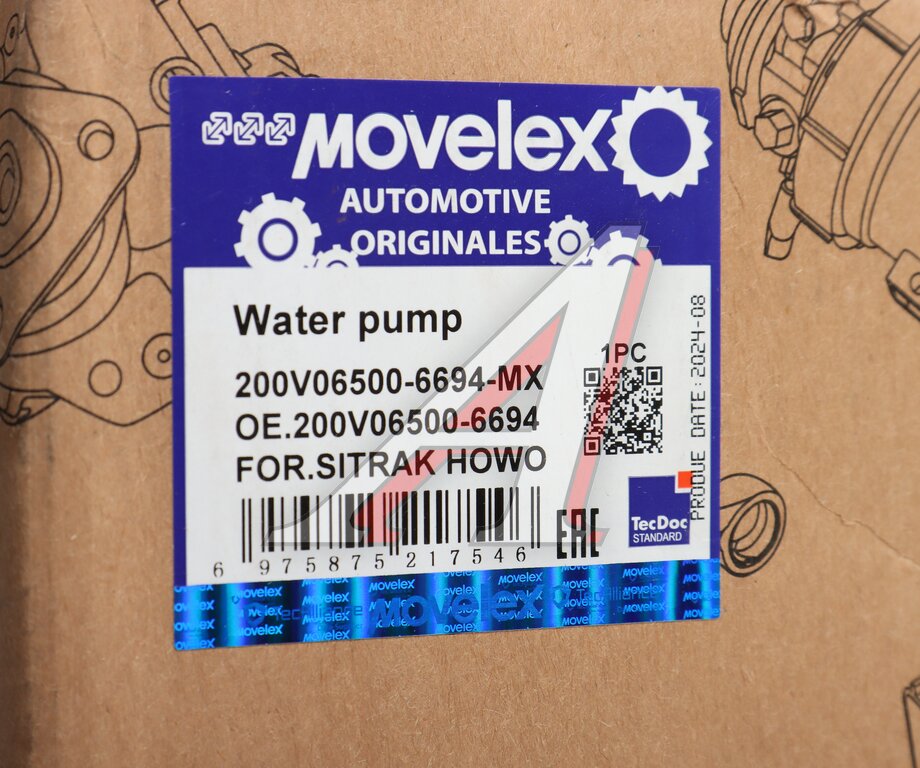 MOVELEX
AUTOMOTIVE
ORIGINALES
Water pump
1PC
200V06500-6694-MX
OE.200V06500-6694
FOR.SITRAK HOWO
PRODUE DATE: 2024-08
TecDoc
STANDARD
EAC
6 975875 217546
MOVELEX